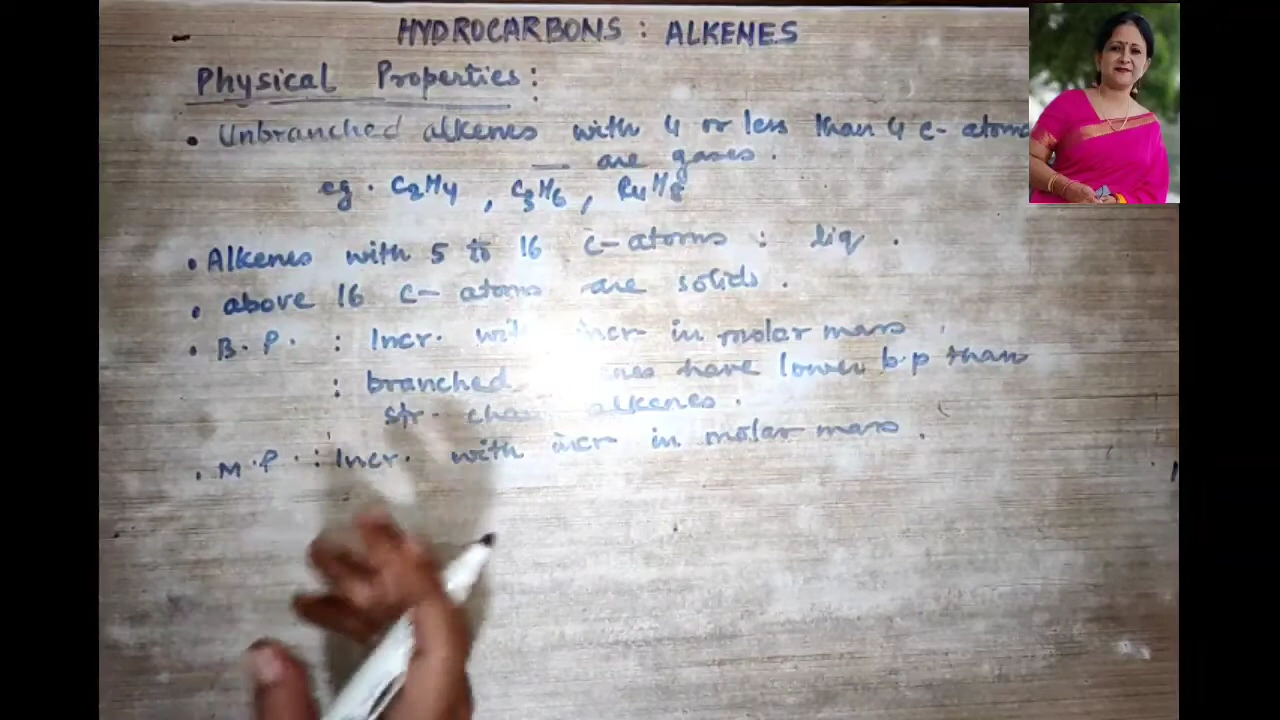 HYDROCARBONS : ALKENES
Physical Properties :
• Unbranched alkenes with 4 or less than 4 c- atoms
— are gases.
eg. C2H4, C3H6, C4H8
• Alkenes with 5 to 16 c-atoms : liq.
• above 16 c- atoms are solids.
• B.P. : Incr. with incr in molar mass.
: branched have lower b.p than
str. chain alkenes.
• M.P. : Incr. with incr in molar mass.